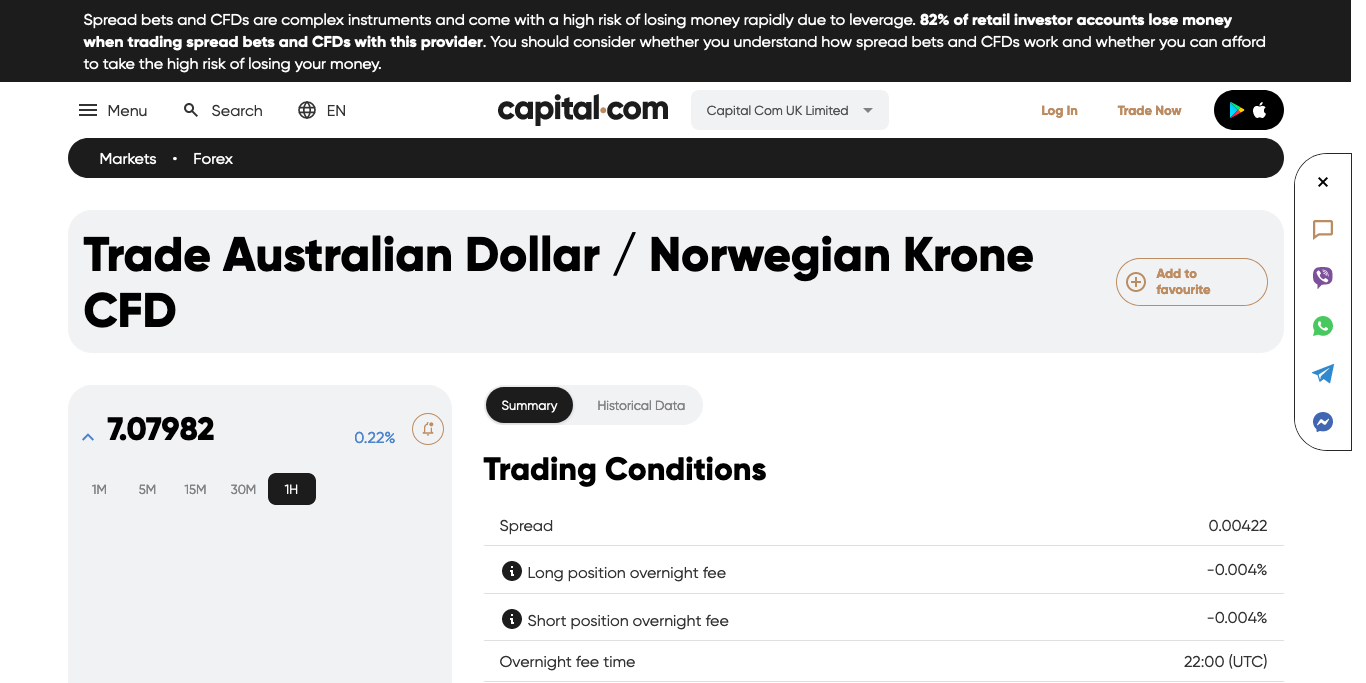 Spread bets and CFDs are complex instruments and come with a high risk of losing money rapidly due to leverage. 82% of retail investor accounts lose money
when trading spread bets and CFDs with this provider. You should consider whether you understand how spread bets and CFDs work and whether you can afford
to take the high risk of losing your money.
Menu Search EN capital.com Capital Com UK Limited Log In Trade Now
Markets • Forex
Trade Australian Dollar / Norwegian Krone
CFD
Add to
favourite
7.07982 0.22%
1M 5M 15M 30M 1H
Summary Historical Data
Trading Conditions
Spread 0.00422
Long position overnight fee -0.004%
Short position overnight fee -0.004%
Overnight fee time 22:00 (UTC)